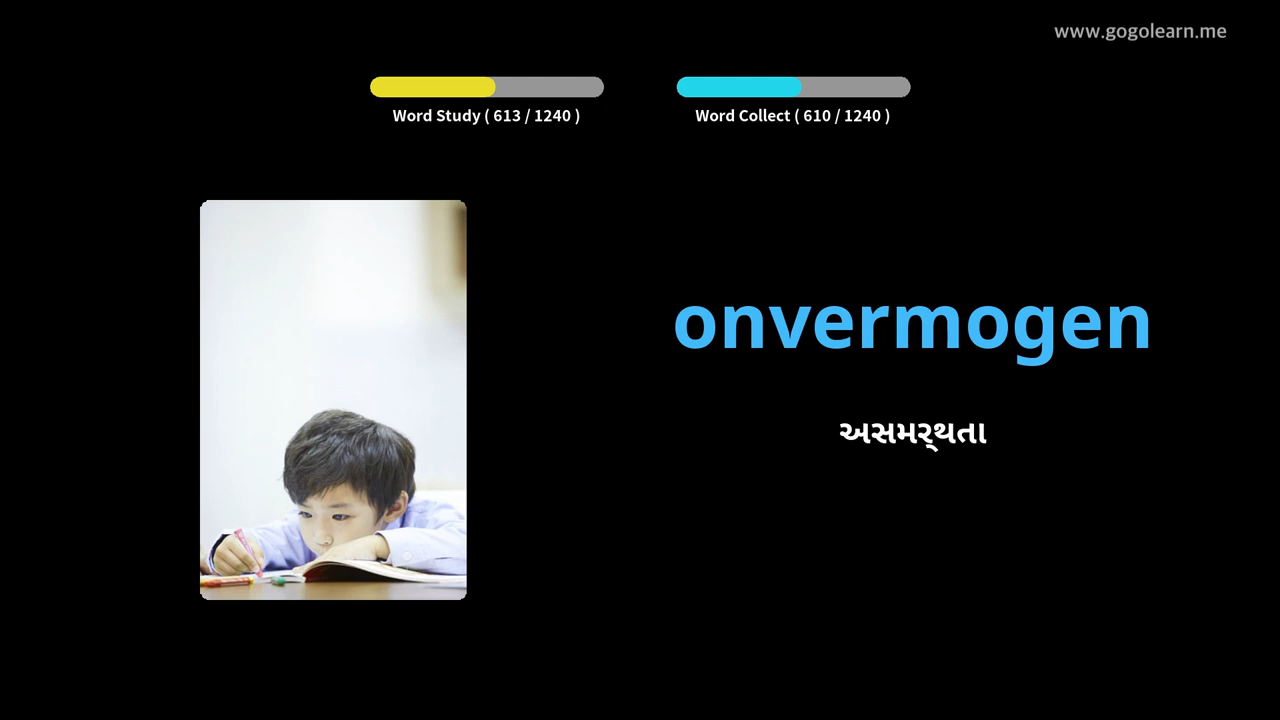 www.gogolearn.me
Word Study ( 613 / 1240 )
Word Collect ( 610 / 1240 )
onvermogen
અસમર્થતા